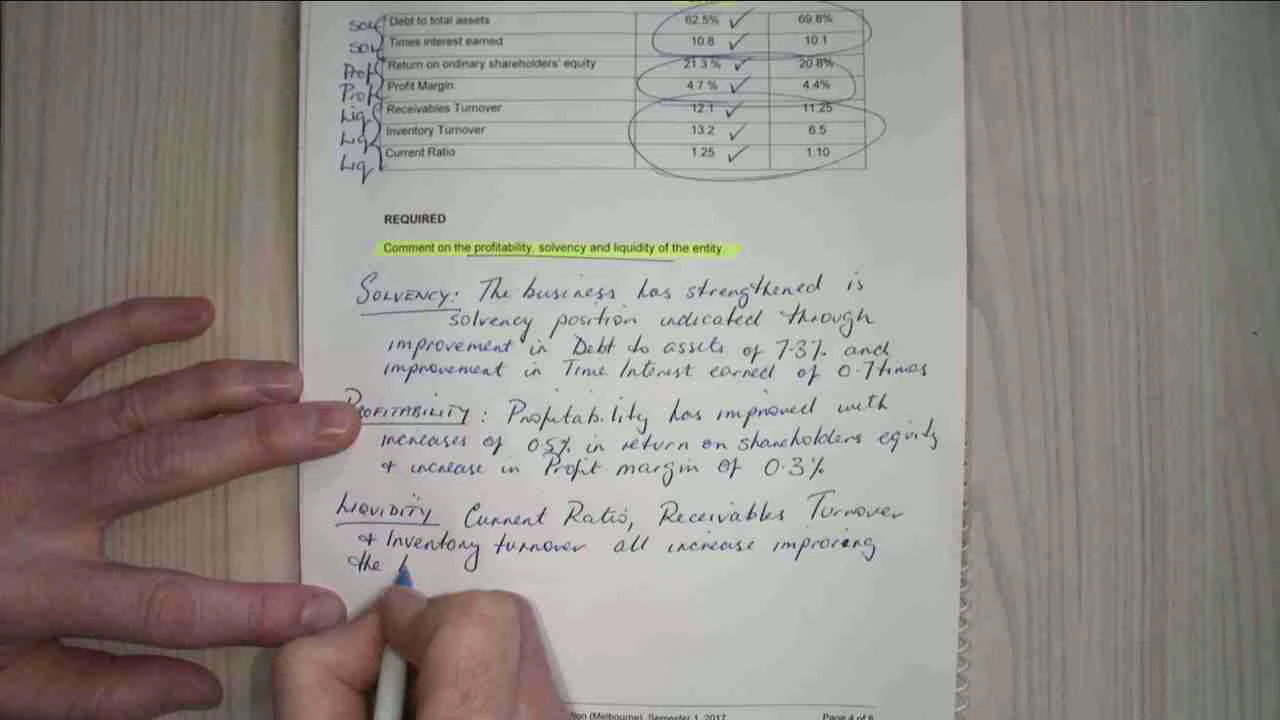 Solv Debt to total assets 62.5% ✓ 69.8%
Solv Times interest earned 10.8 ✓ 10.1
Prof Return on ordinary shareholders' equity 21.3 % ✓ 20.8%
Prof Profit Margin 4.7 % ✓ 4.4%
Liq Receivables Turnover 12.1 ✓ 11.25
Liq Inventory Turnover 13.2 ✓ 6.5
Liq Current Ratio 1.25 ✓ 1.10
REQUIRED
Comment on the profitability, solvency and liquidity of the entity.
SOLVENCY: The business has strengthened is
solvency position indicated through
improvement in Debt to assets of 7.3% and
improvement in Time Interest earned of 0.7 times
PROFITABILITY: Profitability has improved with
increases of 0.5% in return on shareholders equity
+ increase in Profit margin of 0.3%
LIQUIDITY Current Ratio, Receivables Turnover
+ Inventory turnover all increase improving
the
(Melbourne), Semester 1, 2017 Page 4 of 6